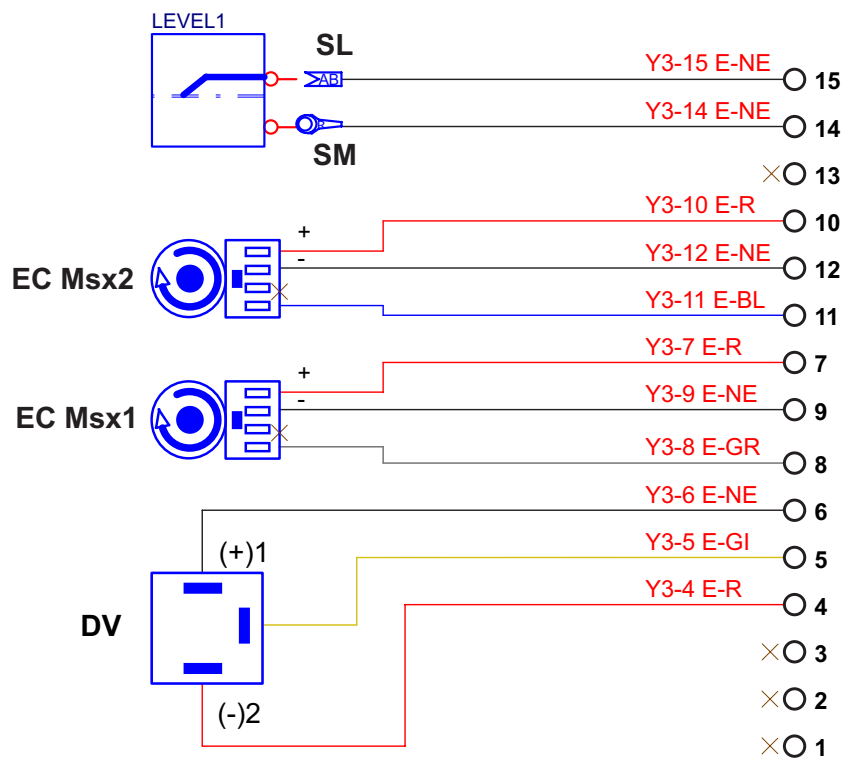 LEVEL1
SL
AB
Y3-15 E-NE 15
Y3-14 E-NE 14
SM
13
Y3-10 E-R 10
+
-
Y3-12 E-NE 12
EC Msx2
Y3-11 E-BL 11
Y3-7 E-R 7
+
-
Y3-9 E-NE 9
EC Msx1
Y3-8 E-GR 8
Y3-6 E-NE 6
(+)1
Y3-5 E-GI 5
Y3-4 E-R 4
DV
3
(-)2
2
1